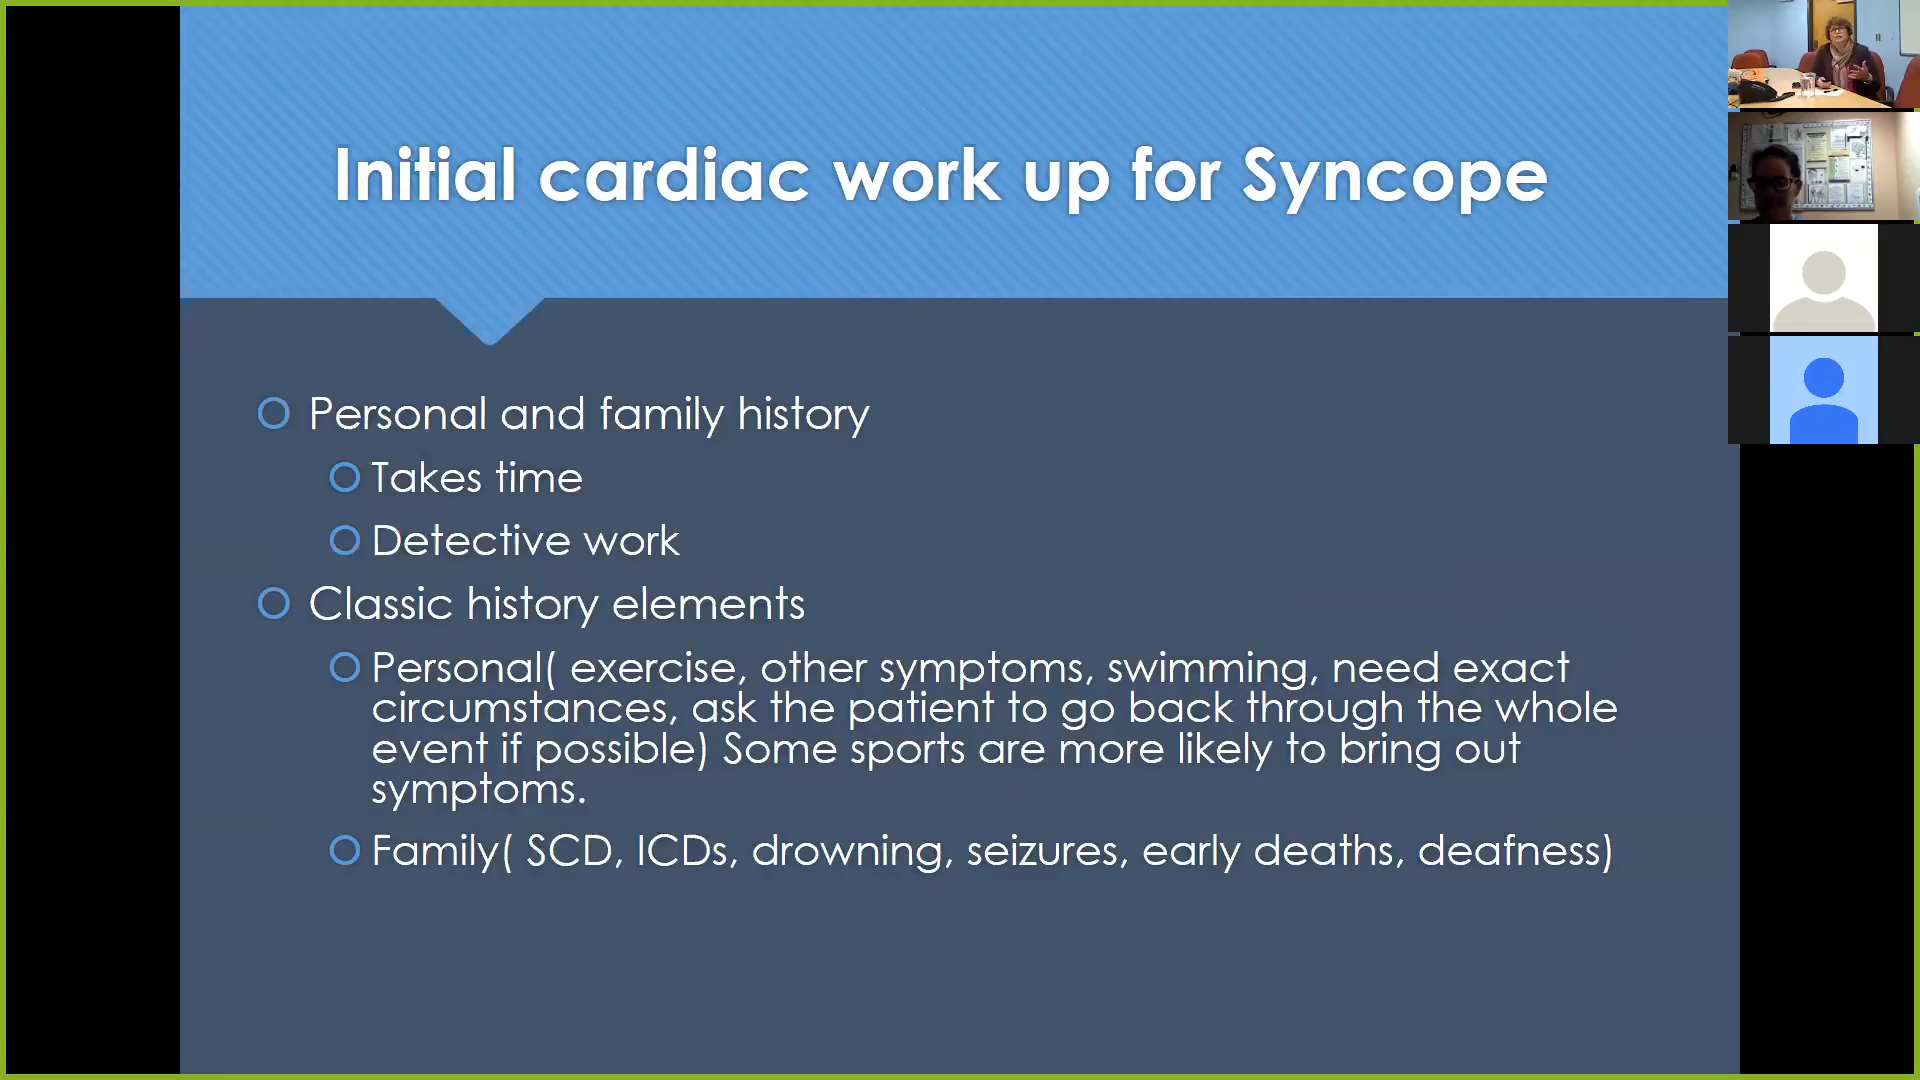 Initial cardiac work up for Syncope
Personal and family history
Takes time
Detective work
Classic history elements
Personal( exercise, other symptoms, swimming, need exact
circumstances, ask the patient to go back through the whole
event if possible) Some sports are more likely to bring out
symptoms.
Family( SCD, ICDs, drowning, seizures, early deaths, deafness)